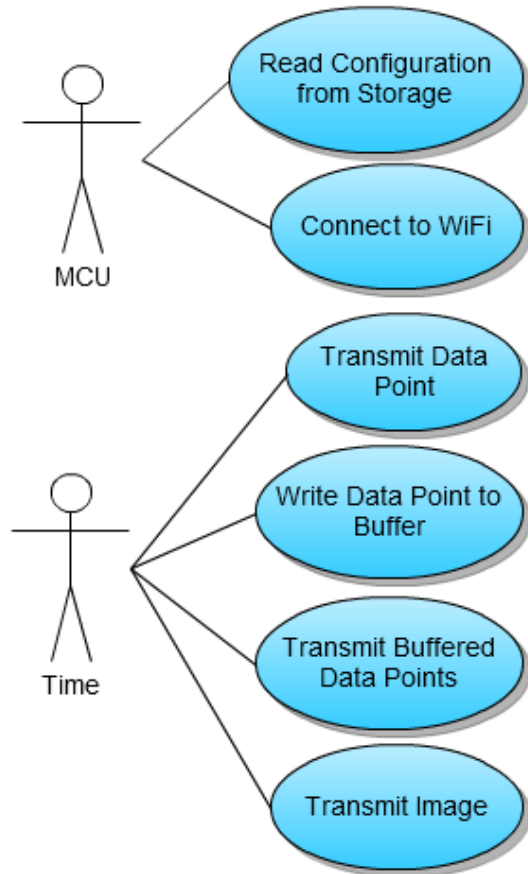 Read Configuration
from Storage
MCU
Connect to WiFi
Transmit Data
Point
Write Data Point to
Buffer
Time
Transmit Buffered
Data Points
Transmit Image